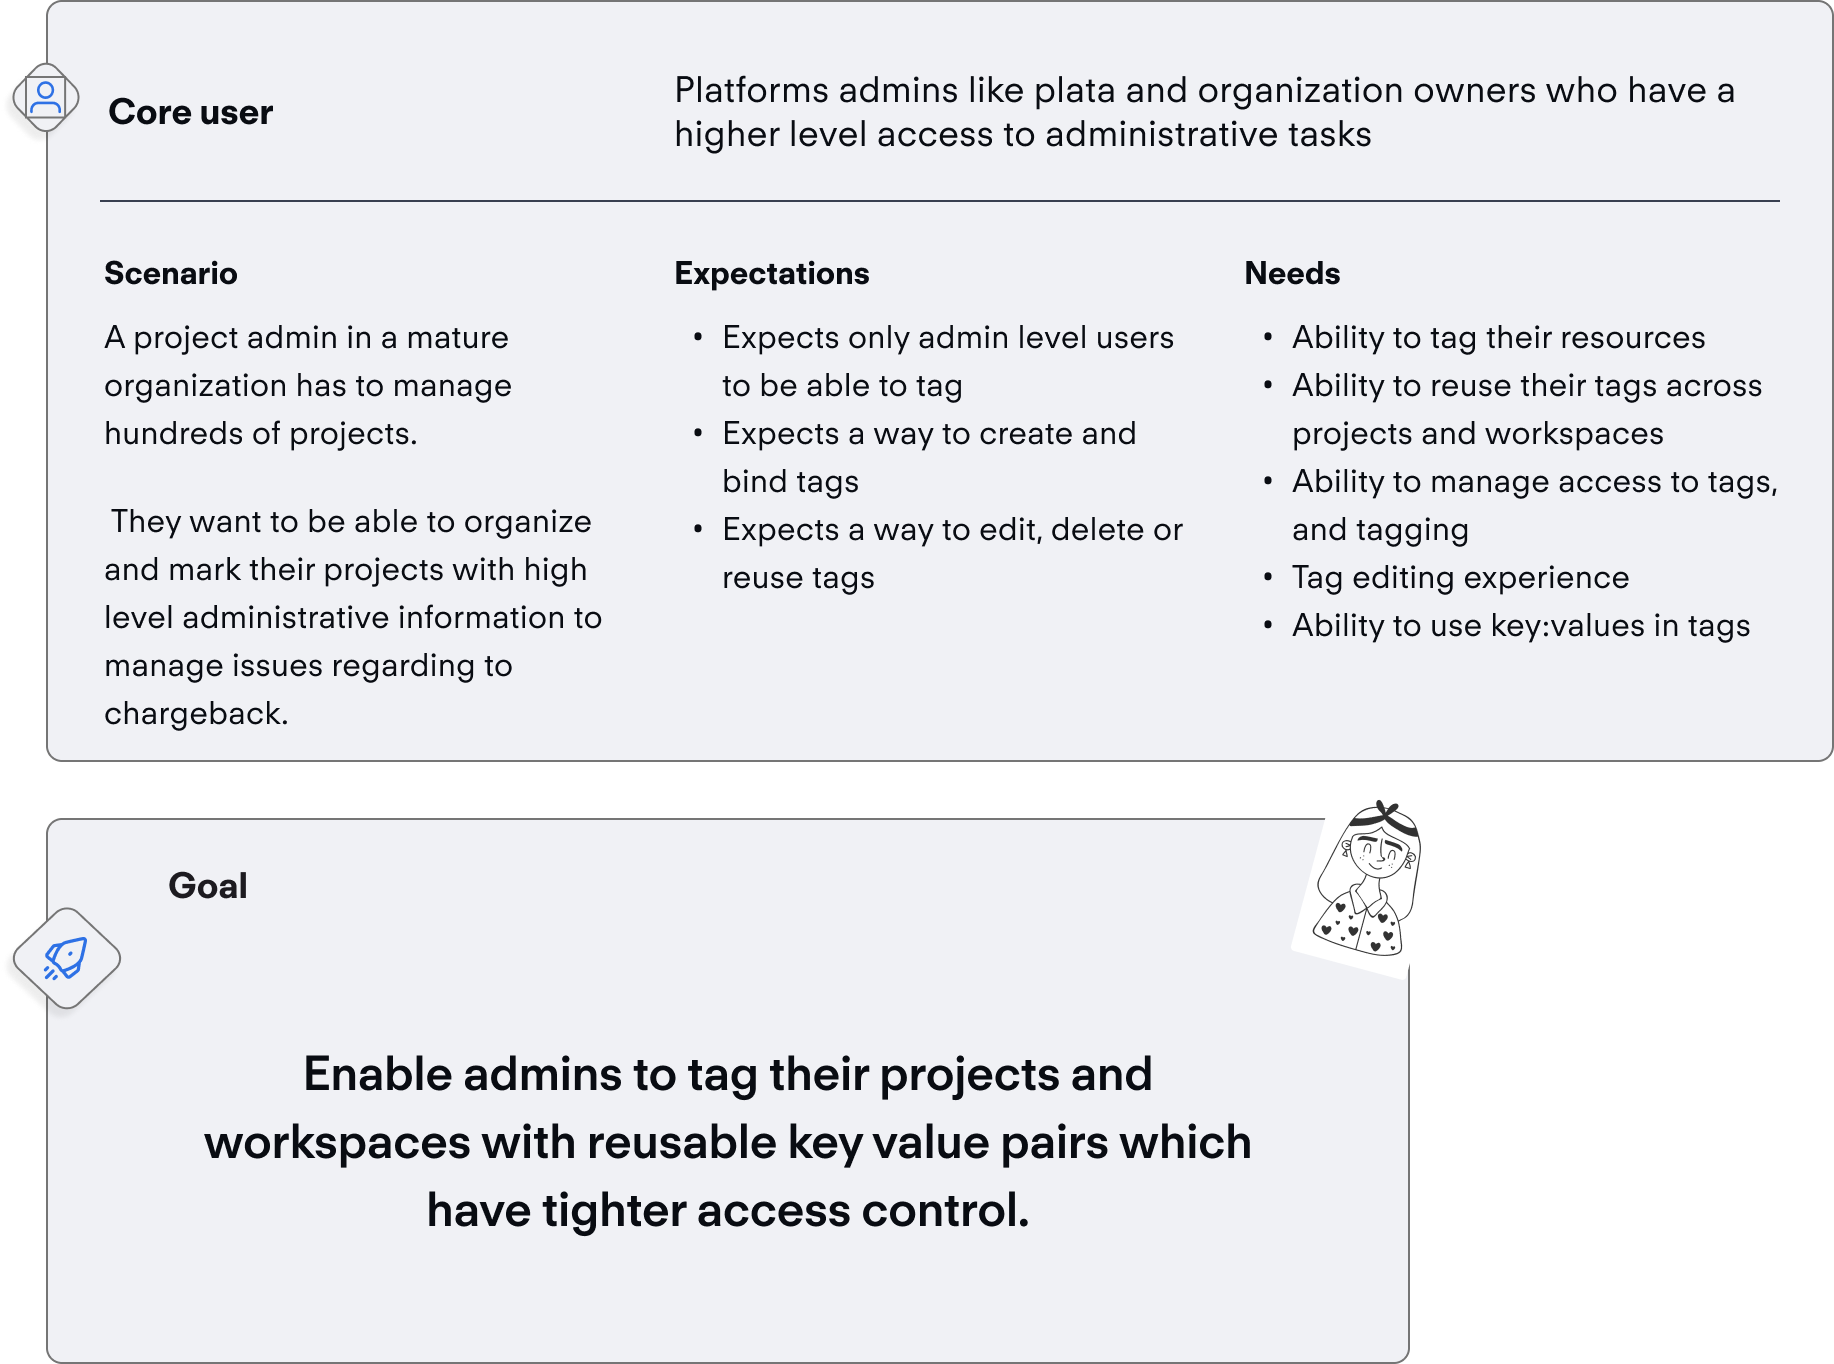 Core user
Platforms admins like plata and organization owners who have a
higher level access to administrative tasks
Scenario
A project admin in a mature
organization has to manage
hundreds of projects.
They want to be able to organize
and mark their projects with high
level administrative information to
manage issues regarding to
chargeback.
Expectations
• Expects only admin level users
to be able to tag
• Expects a way to create and
bind tags
• Expects a way to edit, delete or
reuse tags
Needs
• Ability to tag their resources
• Ability to reuse their tags across
projects and workspaces
• Ability to manage access to tags,
and tagging
• Tag editing experience
• Ability to use key:values in tags
Goal
Enable admins to tag their projects and
workspaces with reusable key value pairs which
have tighter access control.